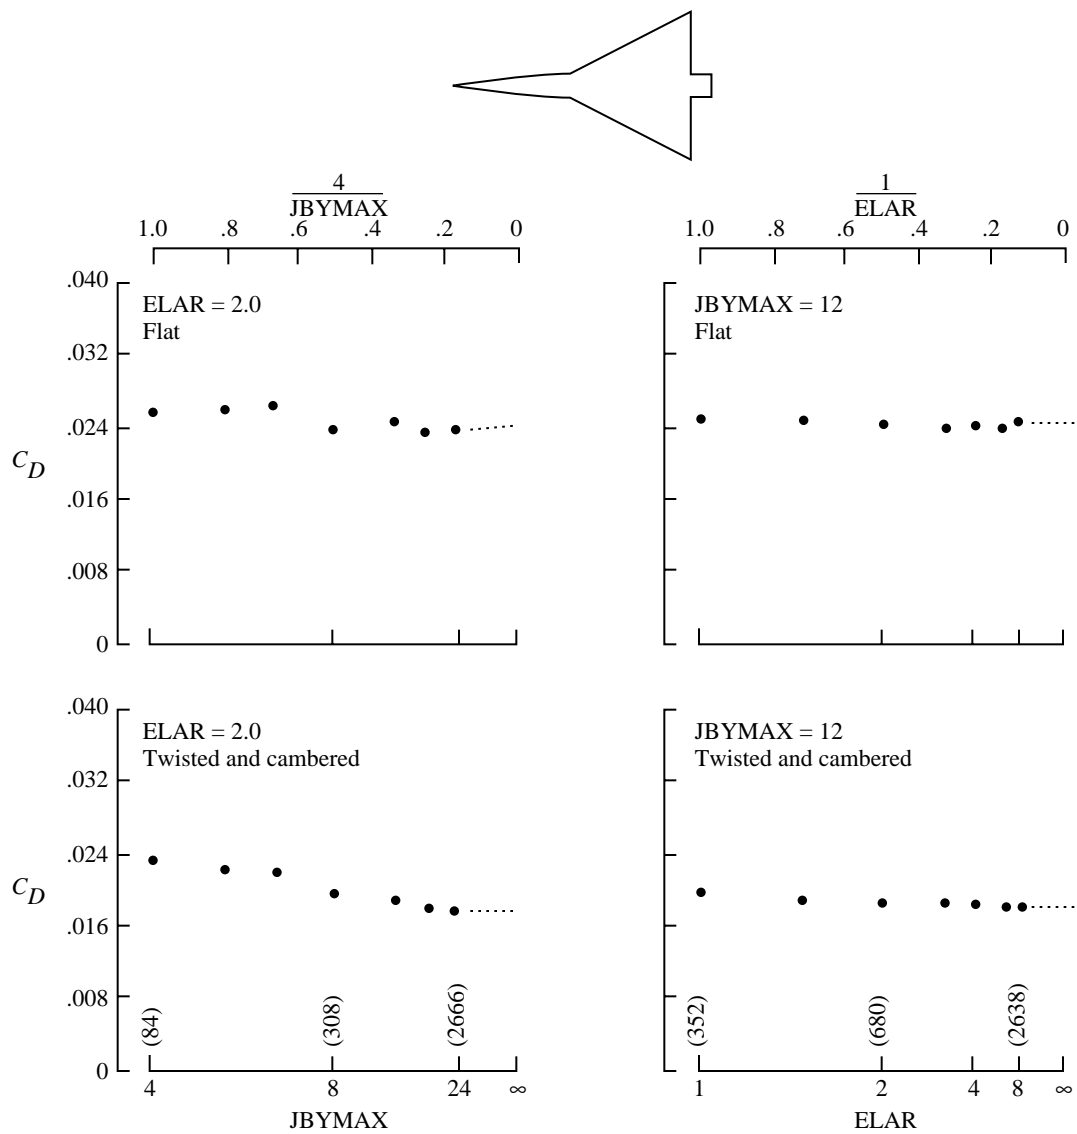 4
JBYMAX
1.0 .8 .6 .4 .2 0
1
ELAR
1.0 .8 .6 .4 .2 0
.040
.032
.024
.016
.008
0
C_D
ELAR = 2.0
Flat
JBYMAX = 12
Flat
.040
.032
.024
.016
.008
0
C_D
ELAR = 2.0
Twisted and cambered
(84) (308) (2666)
4 8 24 ∞
JBYMAX
JBYMAX = 12
Twisted and cambered
(352) (680) (2638)
1 2 4 8 ∞
ELAR